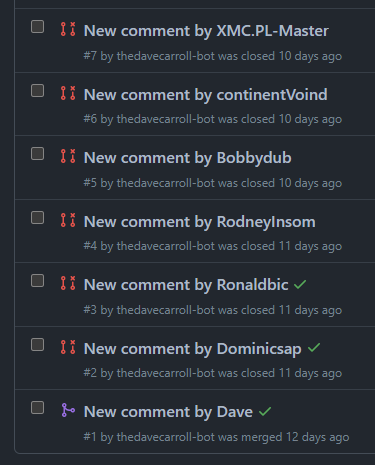 New comment by XMC.PL-Master
#7 by thedavecarroll-bot was closed 10 days ago
New comment by continentVoind
#6 by thedavecarroll-bot was closed 10 days ago
New comment by Bobbydub
#5 by thedavecarroll-bot was closed 10 days ago
New comment by RodneyInsom
#4 by thedavecarroll-bot was closed 11 days ago
New comment by Ronaldbic
#3 by thedavecarroll-bot was closed 11 days ago
New comment by Dominicsap
#2 by thedavecarroll-bot was closed 11 days ago
New comment by Dave
#1 by thedavecarroll-bot was merged 12 days ago